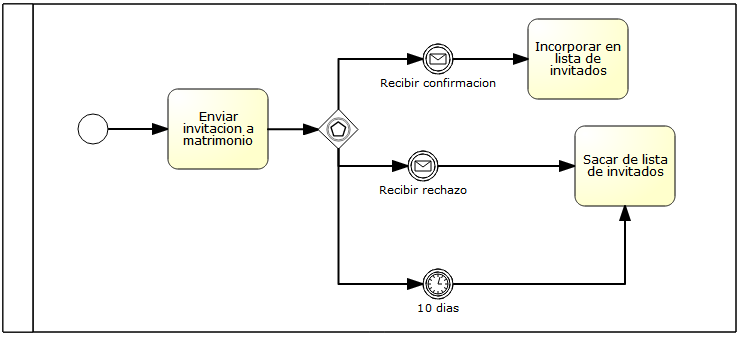 Enviar
invitacion a
matrimonio
Recibir confirmacion
Incorporar en
lista de
invitados
Recibir rechazo
Sacar de lista
de invitados
10 dias